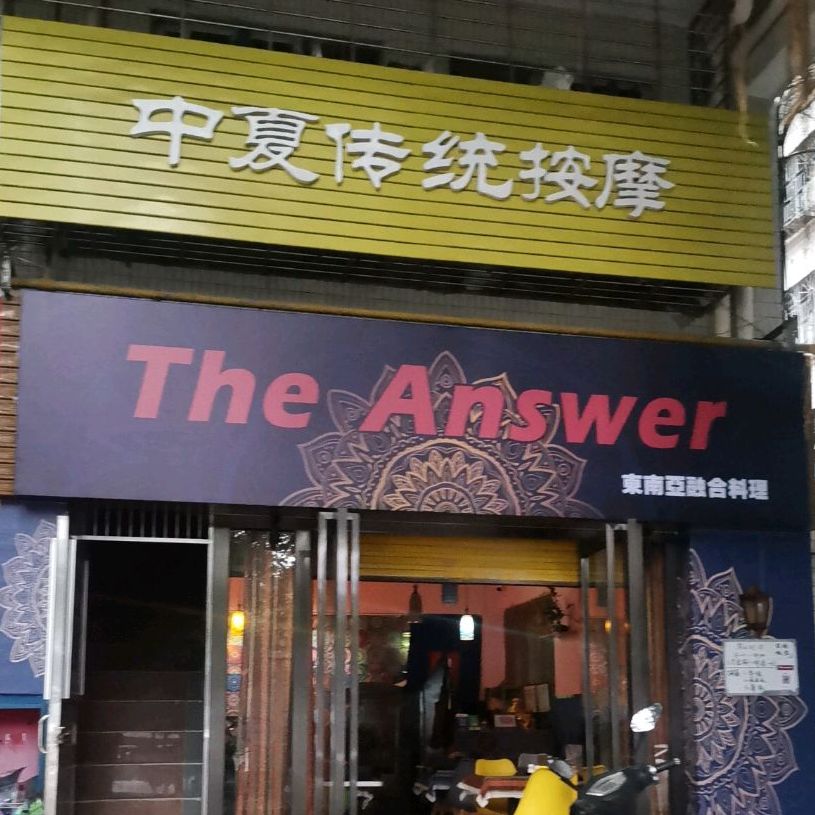 中夏传统按摩
The Answer
東南亞融合料理